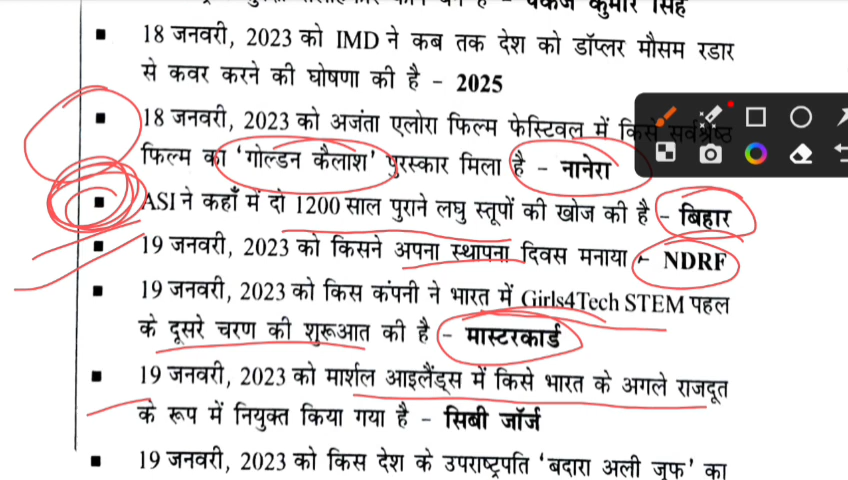 पंकज कुमार सिंह
■ 18 जनवरी, 2023 को IMD ने कब तक देश को डॉप्लर मौसम रडार
से कवर करने की घोषणा की है – 2025
■ 18 जनवरी, 2023 को अजंता एलोरा फिल्म फेस्टिवल में किसे सर्वश्रेष्ठ
फिल्म का 'गोल्डन कैलाश' पुरस्कार मिला है – नानेरा
■ ASI ने कहाँ में दो 1200 साल पुराने लघु स्तूपों की खोज की है – बिहार
■ 19 जनवरी, 2023 को किसने अपना स्थापना दिवस मनाया – NDRF
■ 19 जनवरी, 2023 को किस कंपनी ने भारत में Girls4Tech STEM पहल
के दूसरे चरण की शुरूआत की है – मास्टरकार्ड
■ 19 जनवरी, 2023 को मार्शल आइलैंड्स में किसे भारत के अगले राजदूत
के रूप में नियुक्त किया गया है – सिबी जॉर्ज
■ 19 जनवरी, 2023 को किस देश के उपराष्ट्रपति 'बदारा अली जूफ' का